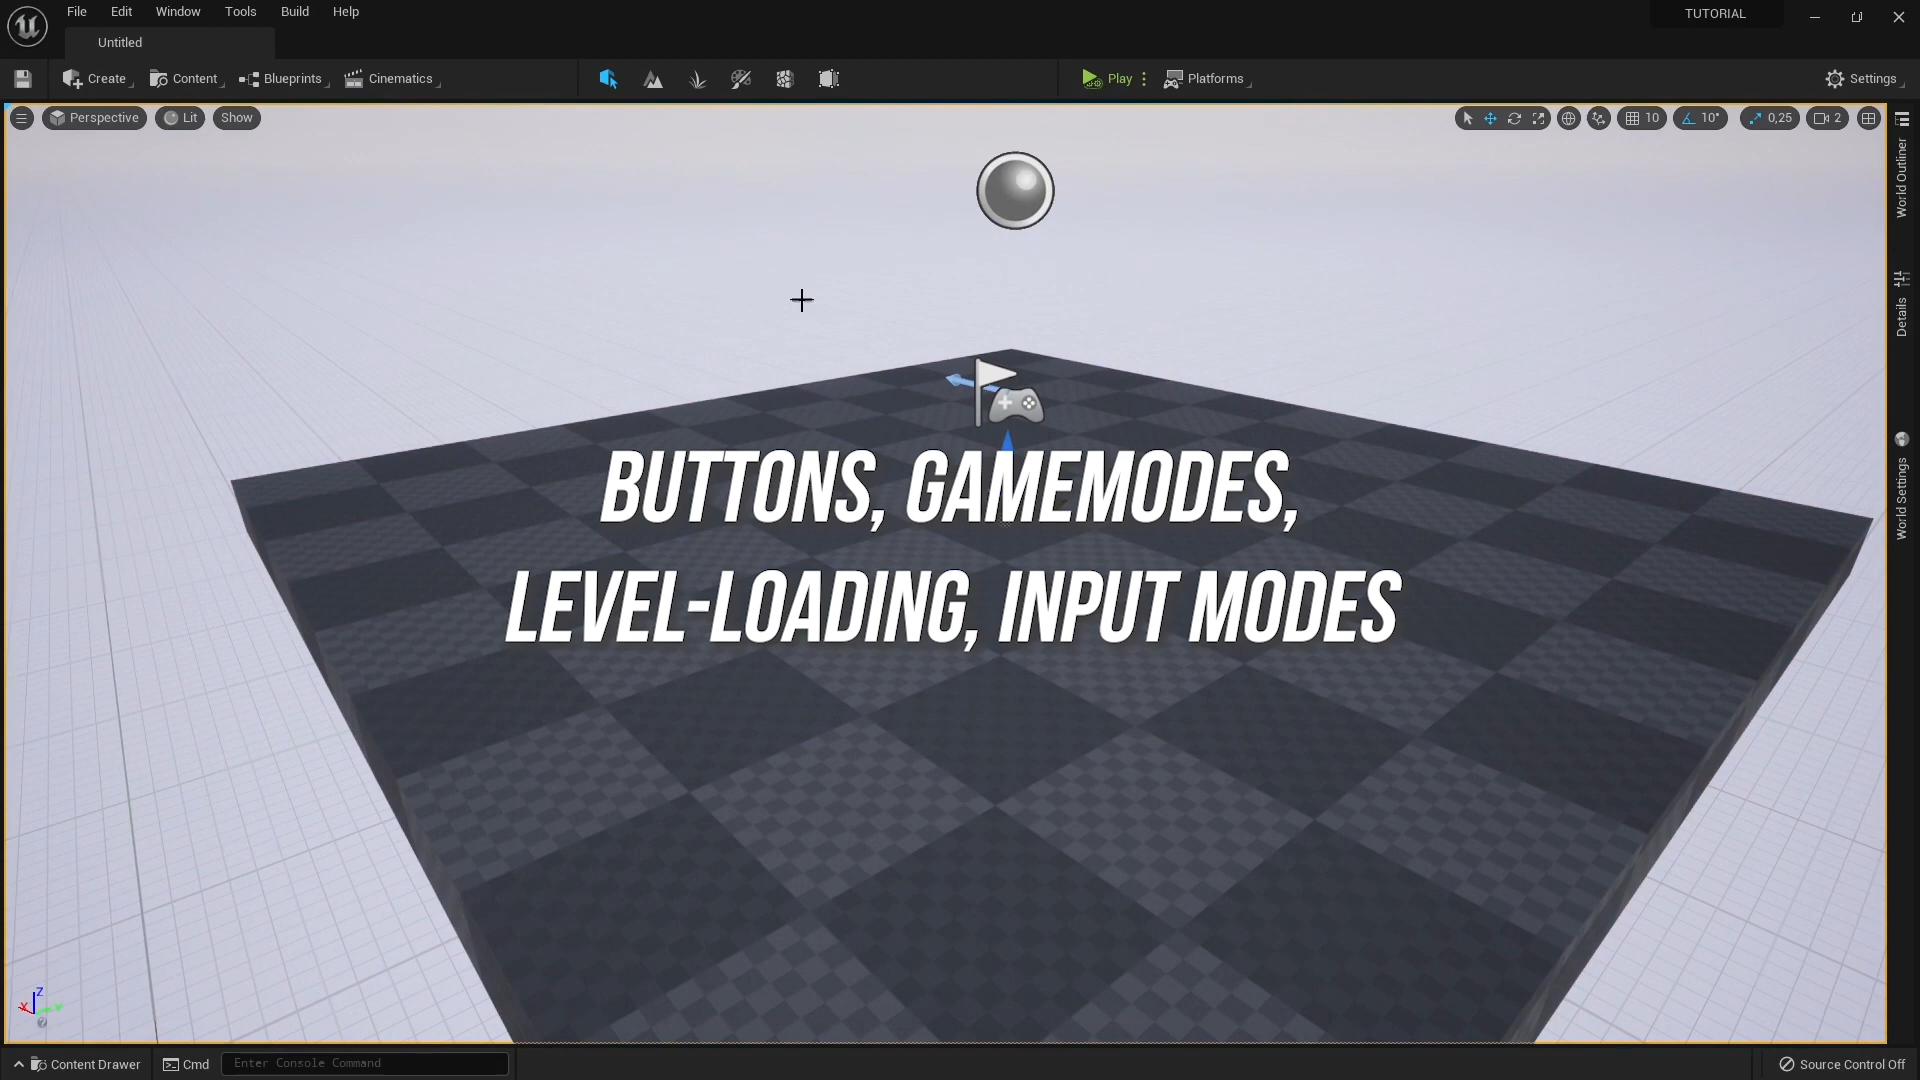 File Edit Window Tools Build Help
TUTORIAL
Untitled
Create Content Blueprints Cinematics Play Platforms Settings
Perspective Lit Show 10 10° 0,25 2
World Outliner
Details
World Settings
BUTTONS, GAMEMODES,
LEVEL-LOADING, INPUT MODES
Z
X Y
?
Content Drawer Cmd Enter Console Command Source Control Off